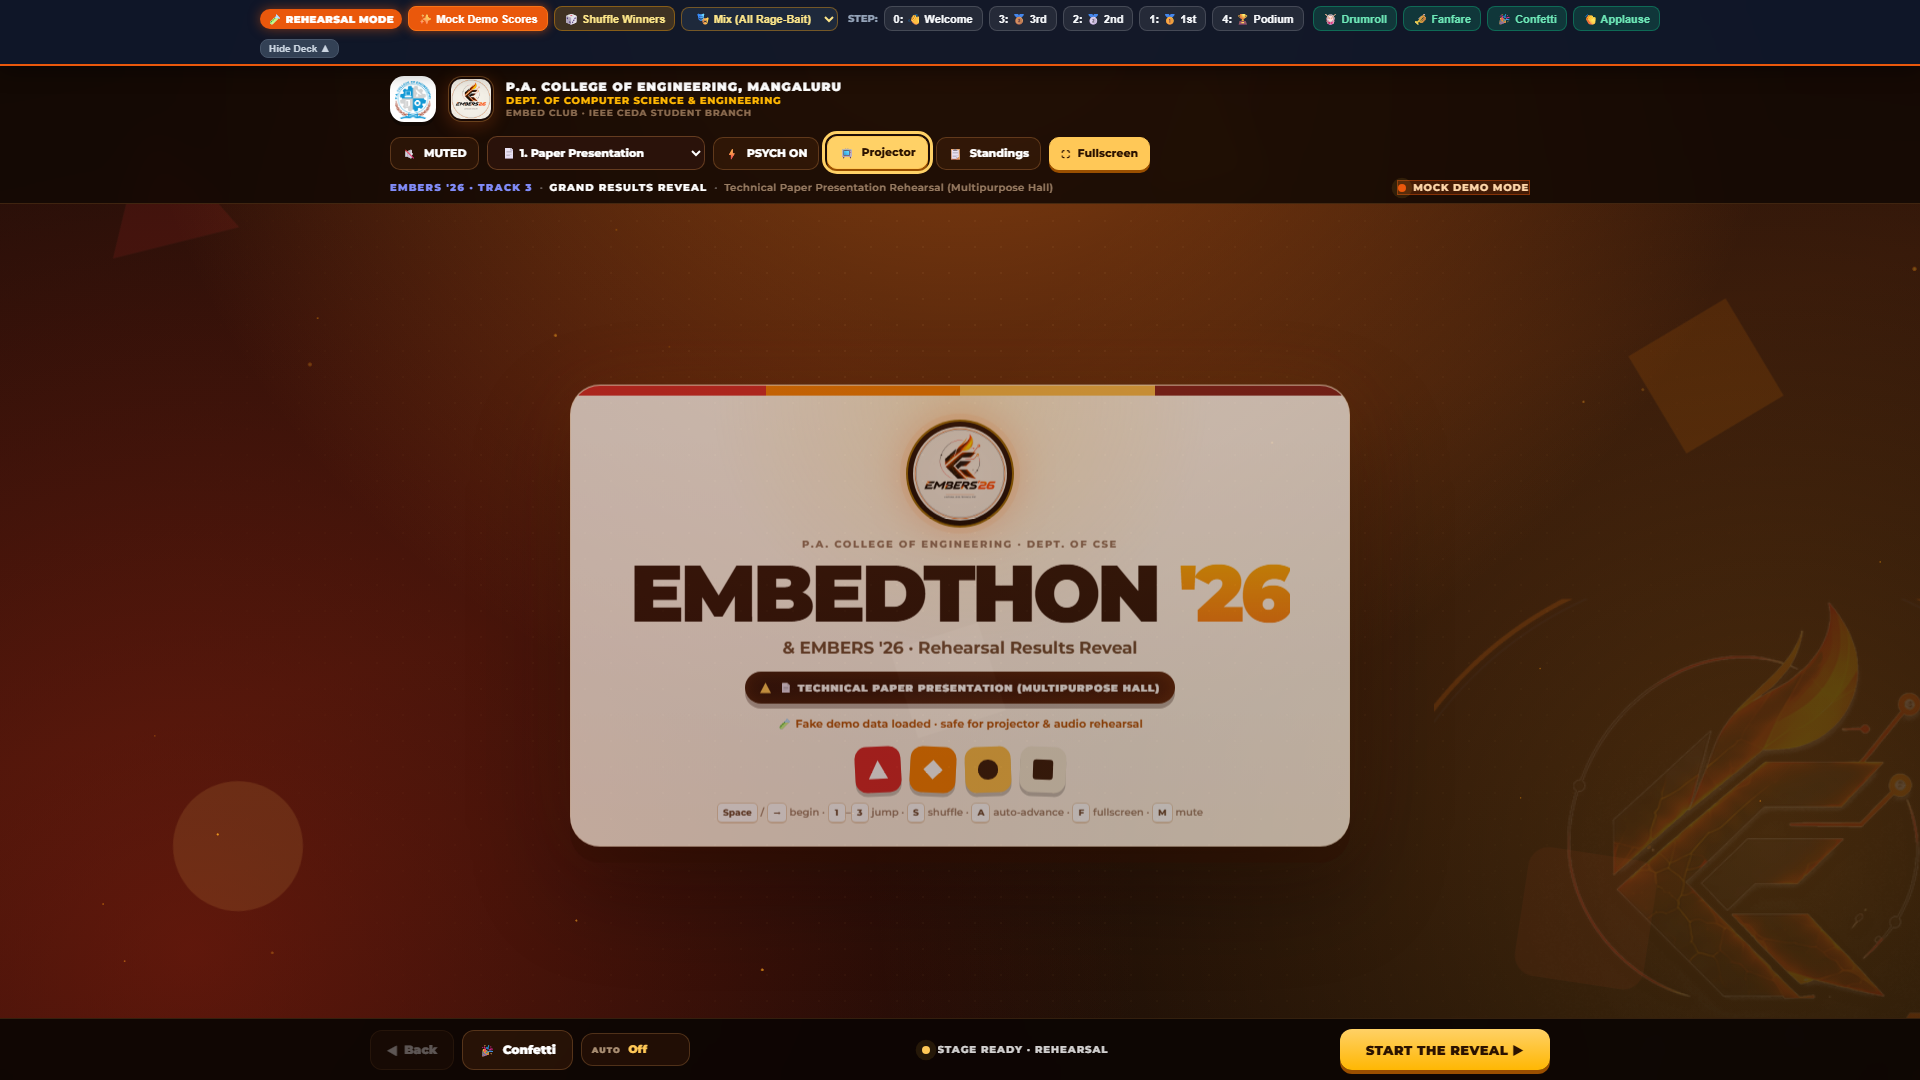 🧪 REHEARSAL MODE ✨ Mock Demo Scores 🎲 Shuffle Winners 🎭 Mix (All Rage-Bait) STEP: 0: 👋 Welcome 3: 🥉 3rd 2: 🥈 2nd 1: 🥇 1st 4: 🏆 Podium 🥁 Drumroll 🎺 Fanfare 🎉 Confetti 👏 Applause
Hide Deck ▲
P.A. COLLEGE OF ENGINEERING, MANGALURU
EMBERS26 DEPT. OF COMPUTER SCIENCE & ENGINEERING
EMBED CLUB · IEEE CEDA STUDENT BRANCH
MUTED 1. Paper Presentation PSYCH ON Projector Standings Fullscreen
EMBERS '26 · TRACK 3 · GRAND RESULTS REVEAL · Technical Paper Presentation Rehearsal (Multipurpose Hall) MOCK DEMO MODE
EMBERS'26
P.A. COLLEGE OF ENGINEERING · DEPT. OF CSE
EMBEDTHON '26
& EMBERS '26 · Rehearsal Results Reveal
▲ TECHNICAL PAPER PRESENTATION (MULTIPURPOSE HALL)
🧪 Fake demo data loaded · safe for projector & audio rehearsal
Space / → begin · 1–3 jump · S shuffle · A auto-advance · F fullscreen · M mute
◀ Back 🎉 Confetti AUTO Off STAGE READY · REHEARSAL START THE REVEAL ▶